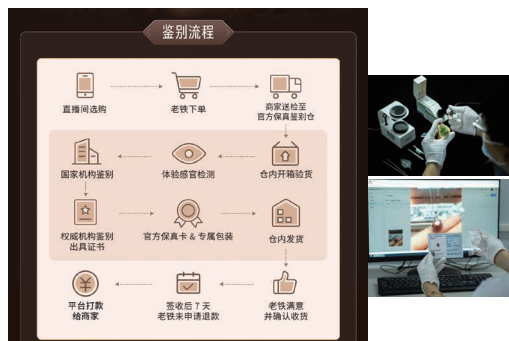 鉴别流程
直播间选购
老铁下单
商家送检至
官方保真鉴别仓
国家机构鉴别
体验感官检测
仓内开箱验货
权威机构鉴别
出具证书
官方保真卡 & 专属包装
仓内发货
平台打款
给商家
签收后 7 天
老铁未申请退款
老铁满意
并确认收货